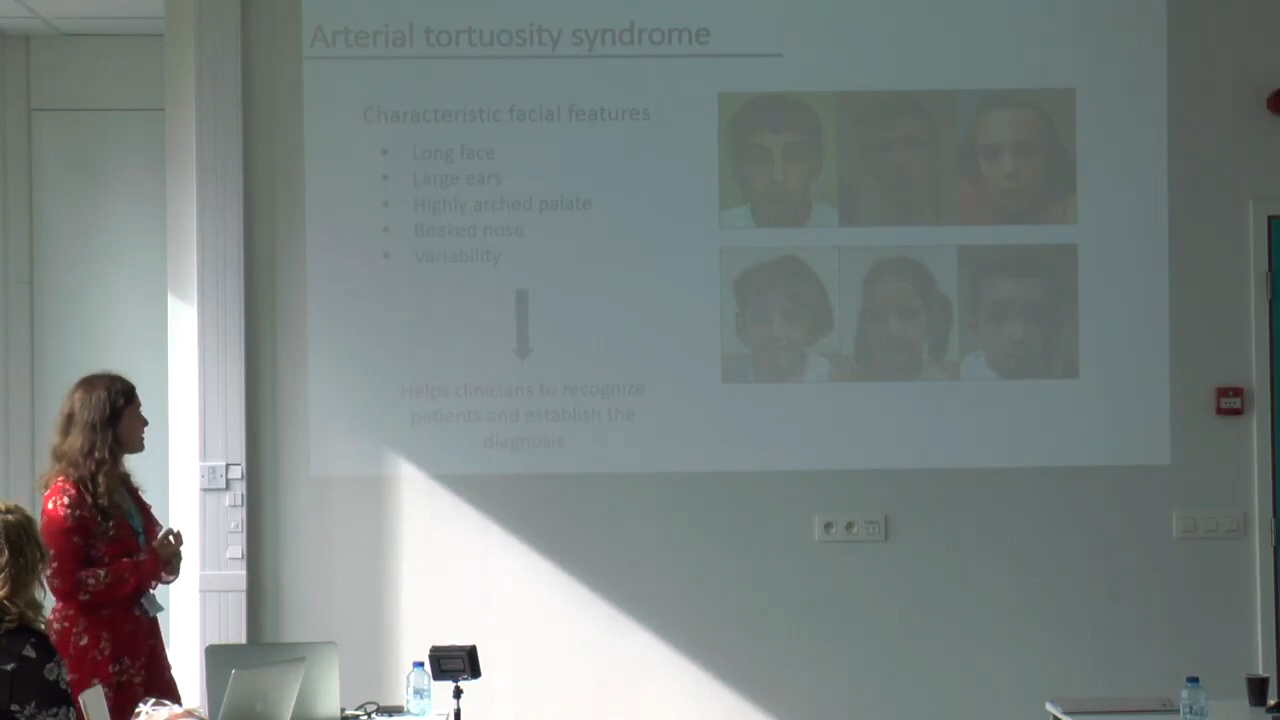 Arterial tortuosity syndrome
Characteristic facial features
▪ Long face
▪ Large ears
▪ Highly arched palate
▪ Beaked nose
▪ Variability
Helps clinicians to recognize
patients and establish the
diagnosis